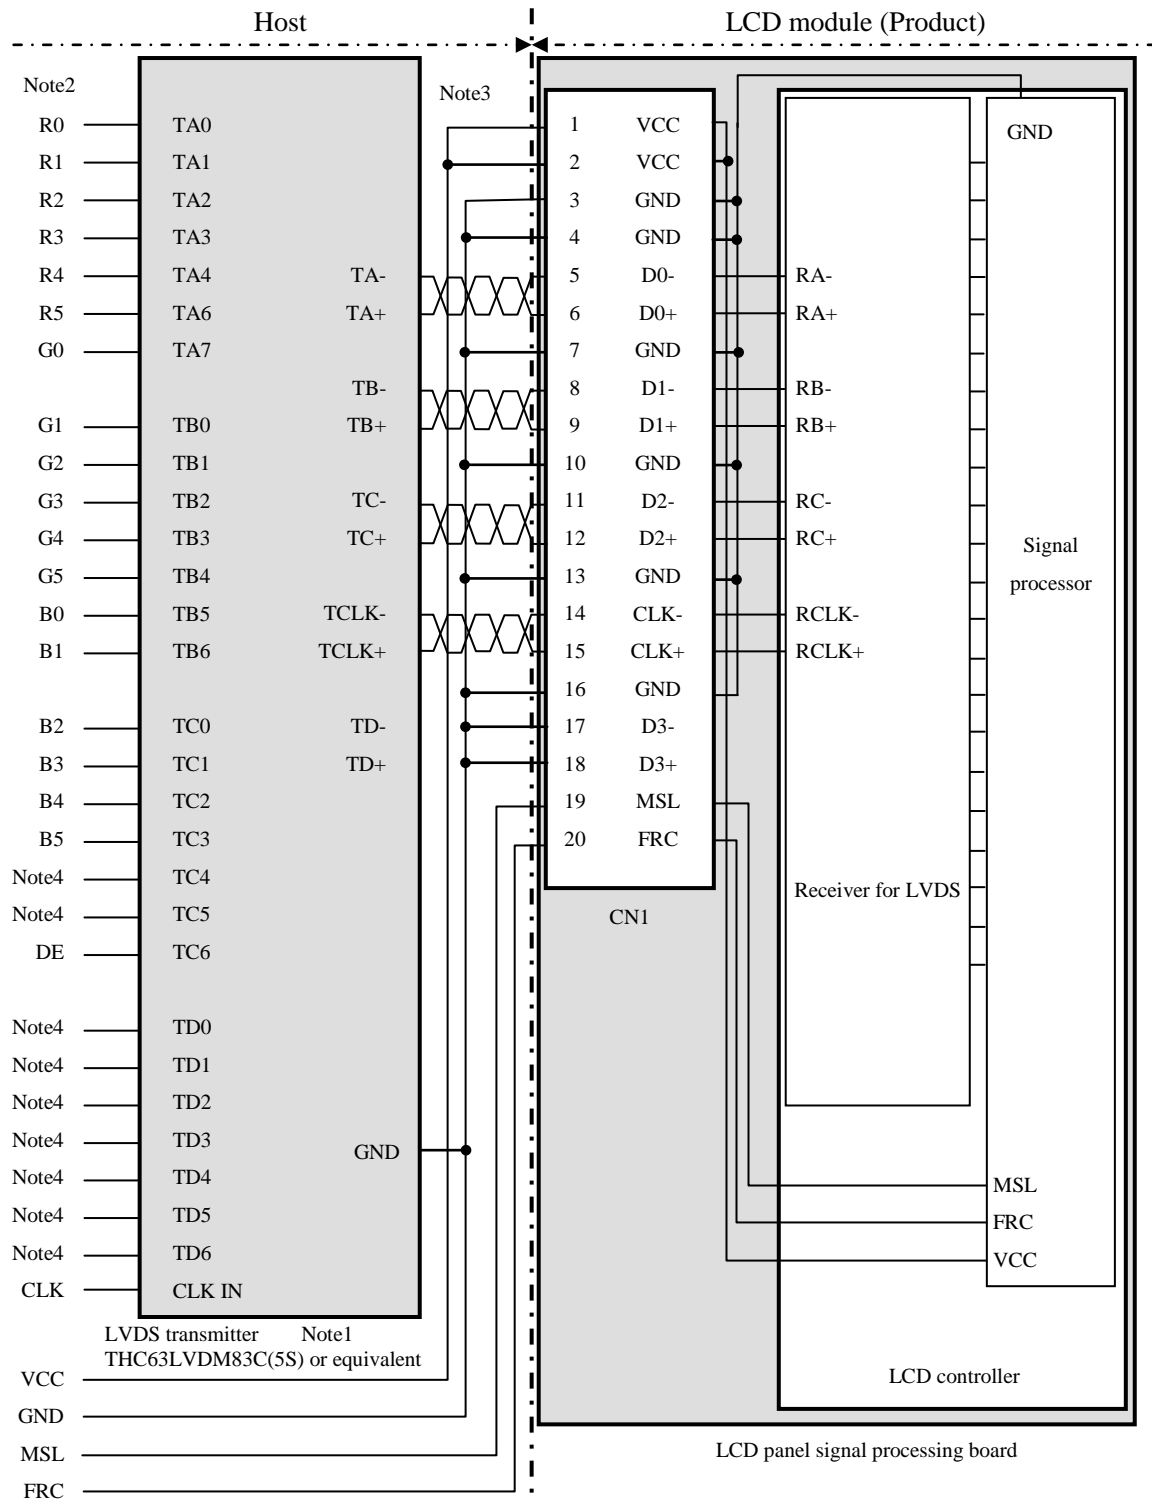 Host LCD module (Product)
Note2
Note3
R0 TA0 1 VCC GND
R1 TA1 2 VCC
R2 TA2 3 GND
R3 TA3 4 GND
R4 TA4 TA- 5 D0- RA-
R5 TA6 TA+ 6 D0+ RA+
G0 TA7 7 GND
TB- 8 D1- RB-
G1 TB0 TB+ 9 D1+ RB+
G2 TB1 10 GND
G3 TB2 TC- 11 D2- RC-
G4 TB3 TC+ 12 D2+ RC+ Signal
G5 TB4 13 GND processor
B0 TB5 TCLK- 14 CLK- RCLK-
B1 TB6 TCLK+ 15 CLK+ RCLK+
16 GND
B2 TC0 TD- 17 D3-
B3 TC1 TD+ 18 D3+
B4 TC2 19 MSL
B5 TC3 20 FRC
Note4 TC4 Receiver for LVDS
Note4 TC5 CN1
DE TC6
Note4 TD0
Note4 TD1
Note4 TD2
Note4 TD3 GND
Note4 TD4 MSL
Note4 TD5 FRC
Note4 TD6 VCC
CLK CLK IN
LVDS transmitter Note1
THC63LVDM83C(5S) or equivalent
VCC LCD controller
GND
MSL LCD panel signal processing board
FRC